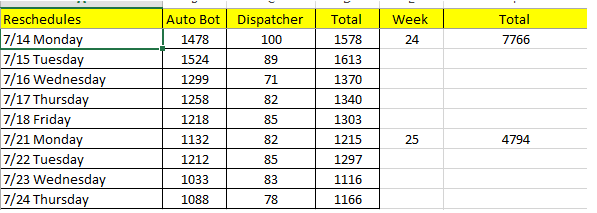 Reschedules Auto Bot Dispatcher Total Week Total
7/14 Monday 1478 100 1578 24 7766
7/15 Tuesday 1524 89 1613
7/16 Wednesday 1299 71 1370
7/17 Thursday 1258 82 1340
7/18 Friday 1218 85 1303
7/21 Monday 1132 82 1215 25 4794
7/22 Tuesday 1212 85 1297
7/23 Wednesday 1033 83 1116
7/24 Thursday 1088 78 1166